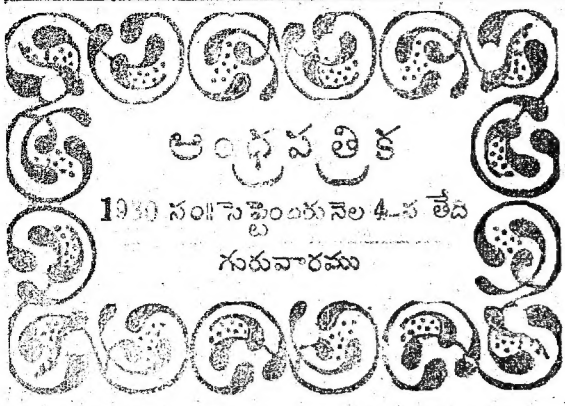 ఆంధ్రపత్రిక
1930 సం॥ సెప్టెంబరు నెల 4-వ తేది
గురువారము